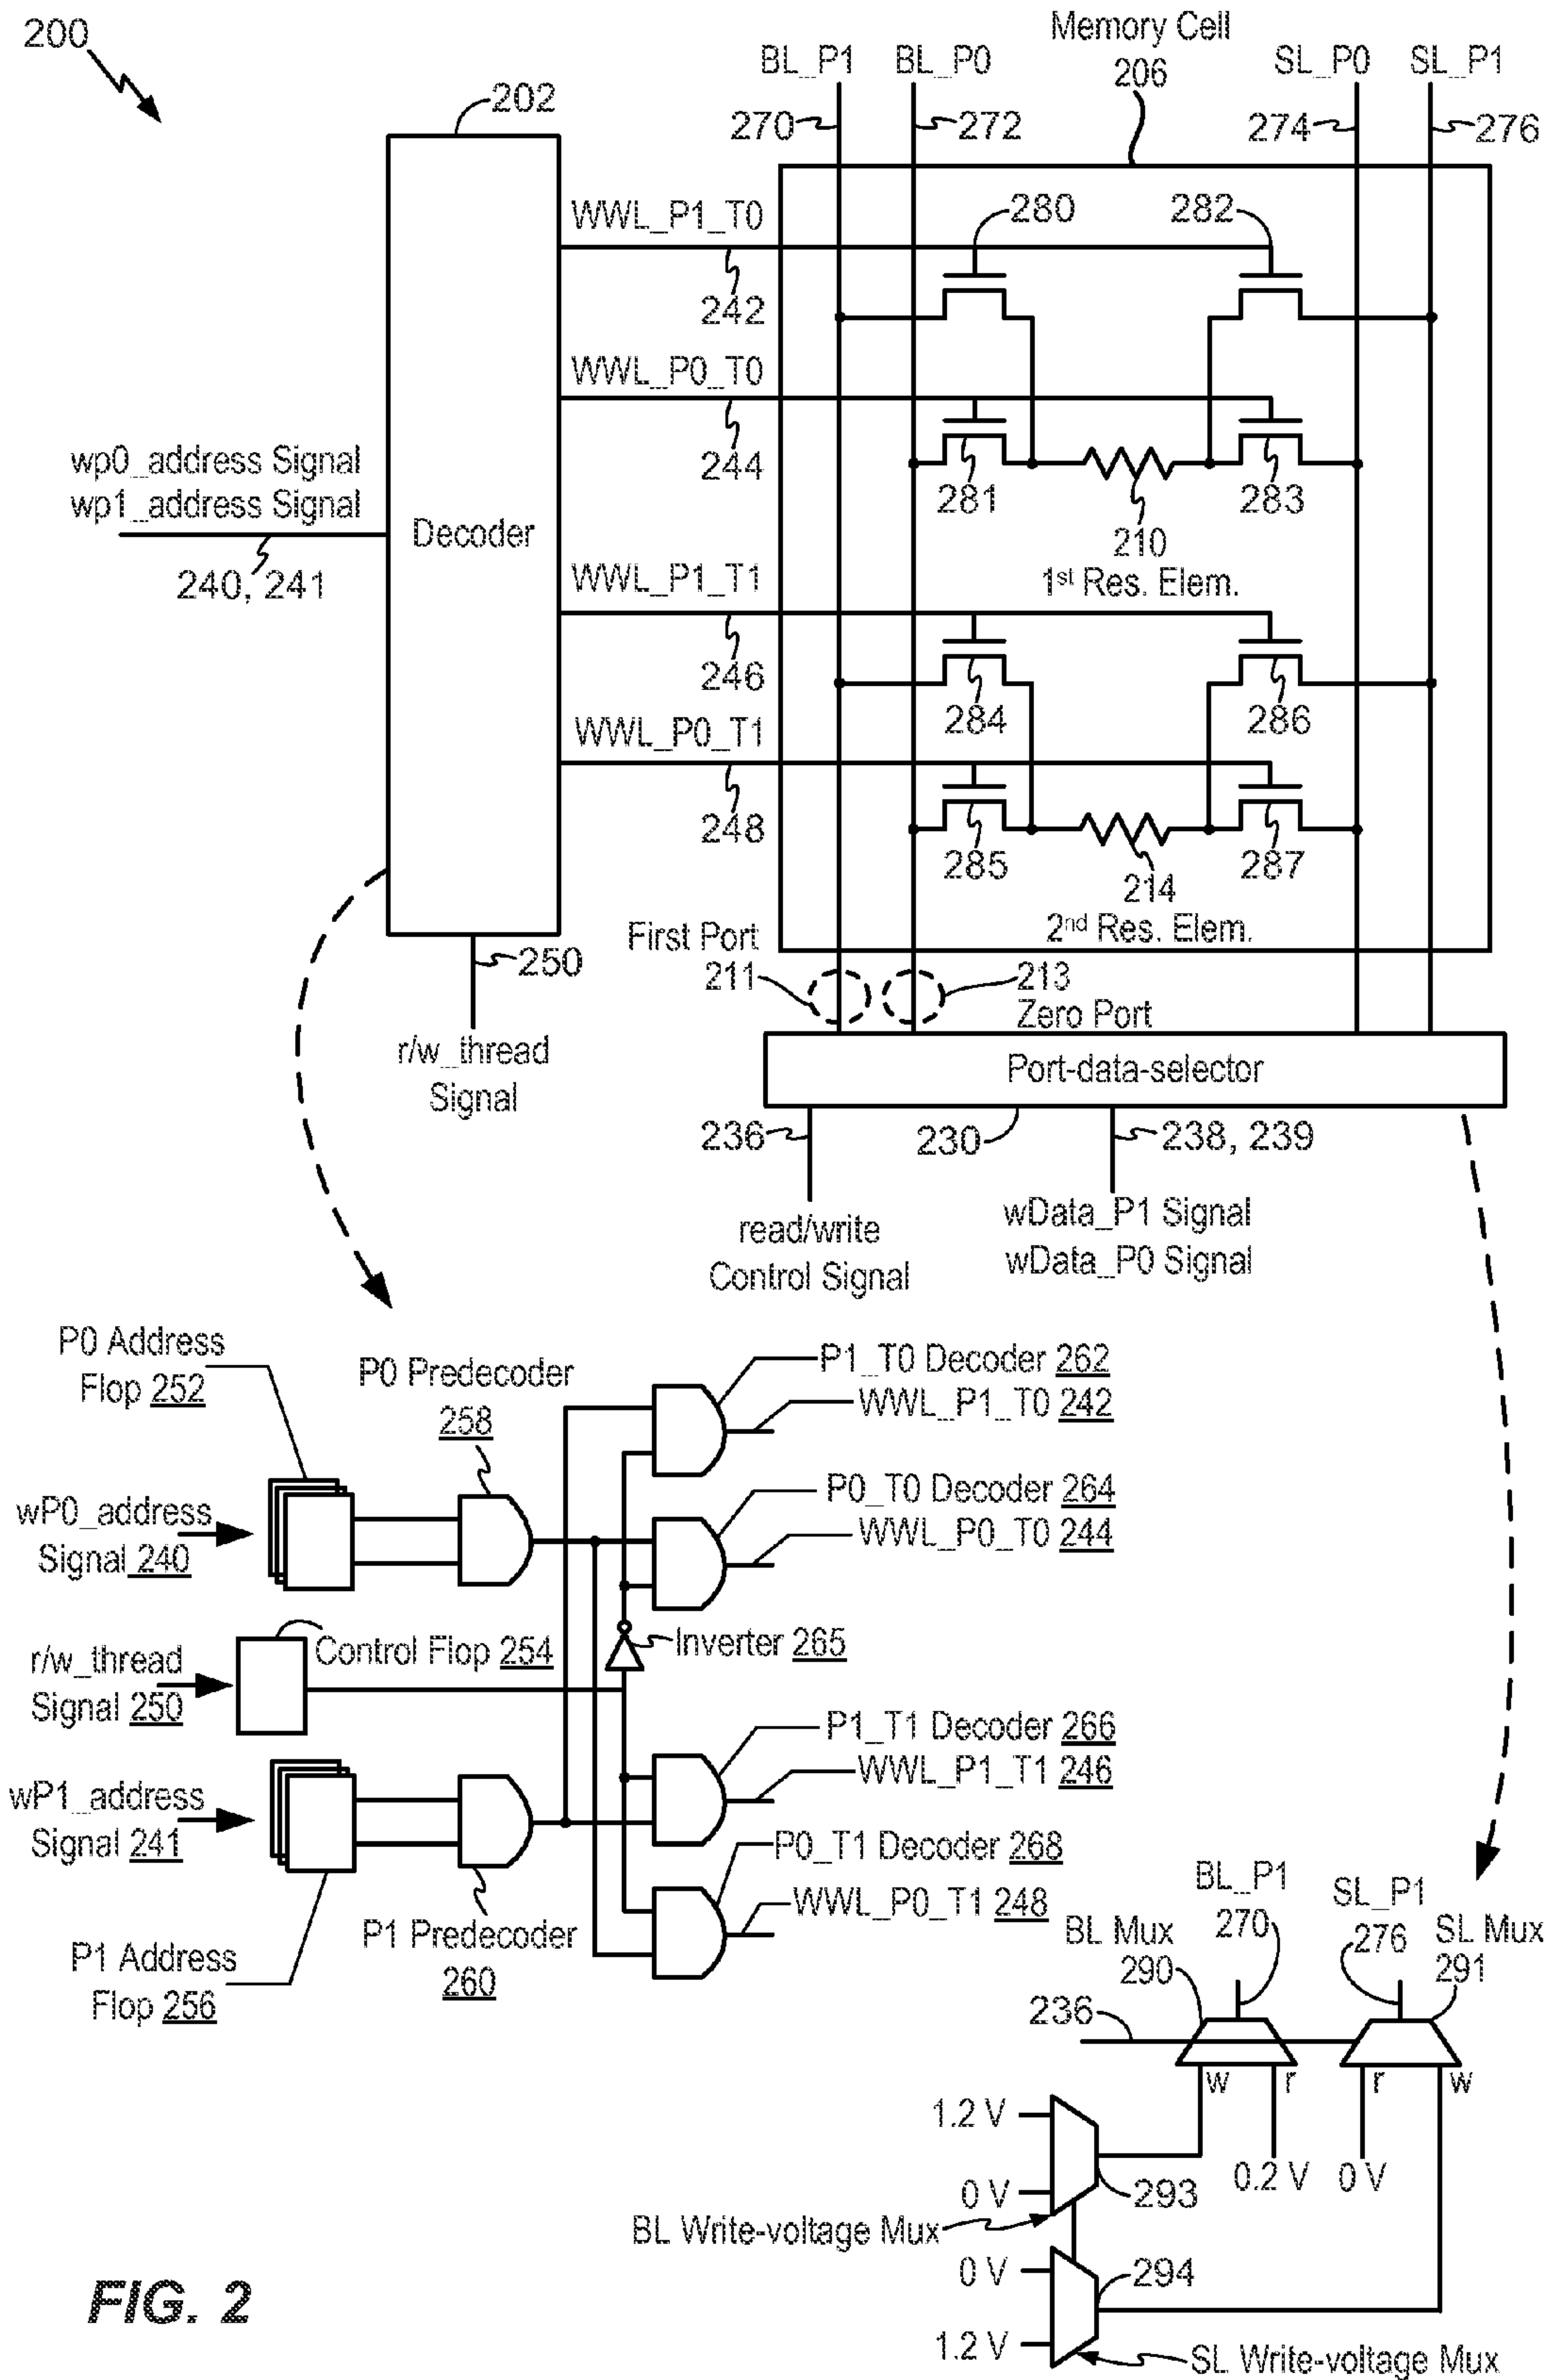 200
Memory Cell
206
BL_P1
BL_P0
SL_P0
SL_P1
202
270
272
274
276
WWL_P1_T0
280
282
242
WWL_P0_T0
wp0_address Signal
wp1_address Signal
244
281
283
Decoder
210
240, 241
WWL_P1_T1
1st Res. Elem.
246
284
286
WWL_P0_T1
248
285
287
214
First Port
2nd Res. Elem.
250
211
213
Zero Port
r/w_thread
Signal
Port-data-selector
236
230
238, 239
read/write
Control Signal
wData_P1 Signal
wData_P0 Signal
P0 Address
Flop 252
P0 Predecoder
258
P1_T0 Decoder 262
WWL_P1_T0 242
wP0_address
Signal 240
P0_T0 Decoder 264
WWL_P0_T0 244
r/w_thread
Signal 250
Control Flop 254
Inverter 265
P1_T1 Decoder 266
WWL_P1_T1 246
wP1_address
Signal 241
P0_T1 Decoder 268
WWL_P0_T1 248
P1 Predecoder
260
P1 Address
Flop 256
BL_P1
270
SL_P1
276
BL Mux
290
SL Mux
291
236
w
r
r
w
1.2 V
0 V
293
0.2 V
0 V
BL Write-voltage Mux
0 V
294
1.2 V
SL Write-voltage Mux
FIG. 2